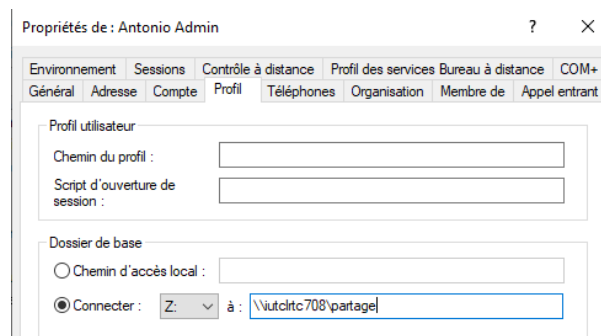 Propriétés de : Antonio Admin ? ×
Environnement Sessions Contrôle à distance Profil des services Bureau à distance COM+
Général Adresse Compte Profil Téléphones Organisation Membre de Appel entrant
Profil utilisateur
Chemin du profil :
Script d'ouverture de
session :
Dossier de base
Chemin d'accès local :
Connecter : Z: à : \\iutclrtc708\partage